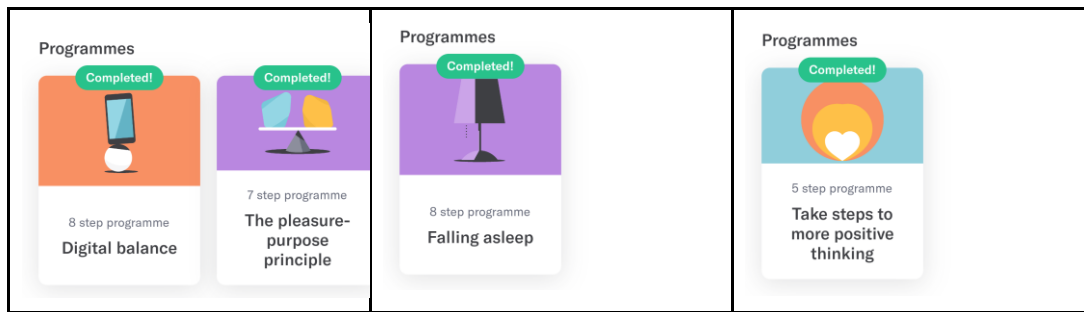 Programmes
Completed!
8 step programme
Digital balance
Completed!
7 step programme
The pleasure-
purpose
principle
Programmes
Completed!
8 step programme
Falling asleep
Programmes
Completed!
5 step programme
Take steps to
more positive
thinking